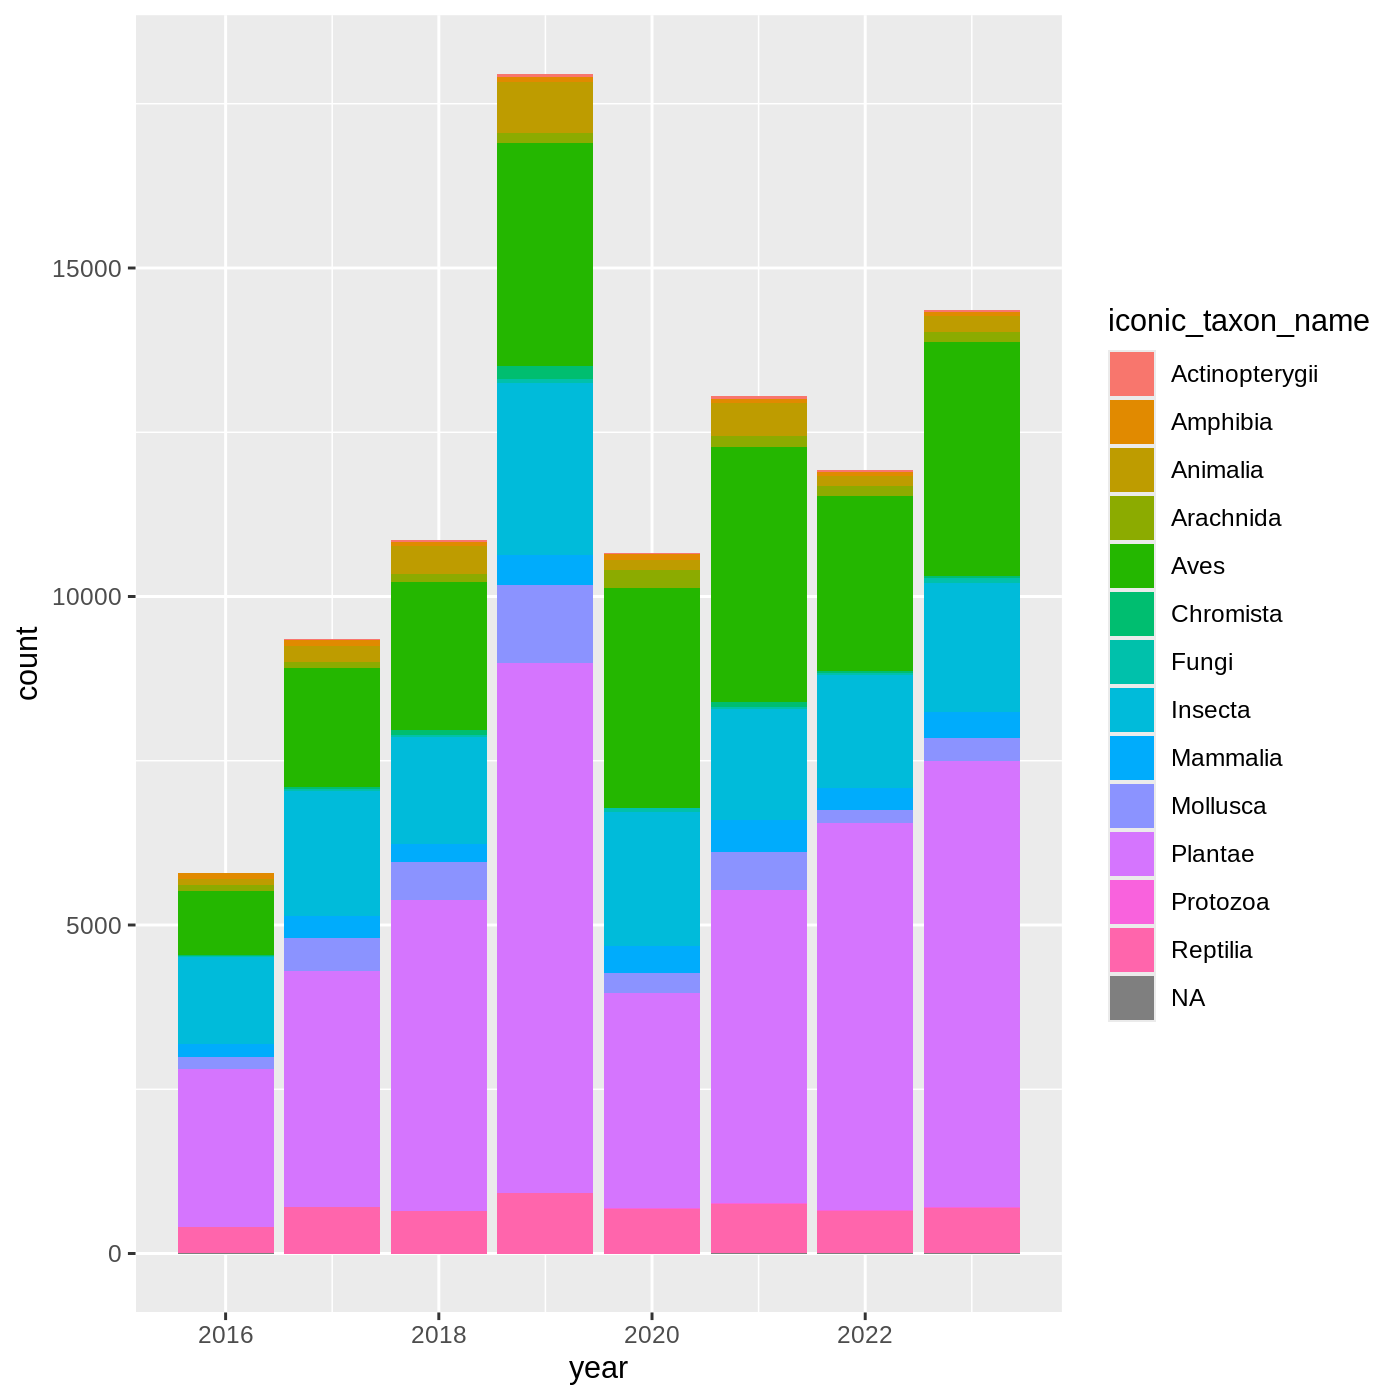 count
15000
10000
5000
0
2016 2018 2020 2022
year
iconic_taxon_name
Actinopterygii
Amphibia
Animalia
Arachnida
Aves
Chromista
Fungi
Insecta
Mammalia
Mollusca
Plantae
Protozoa
Reptilia
NA